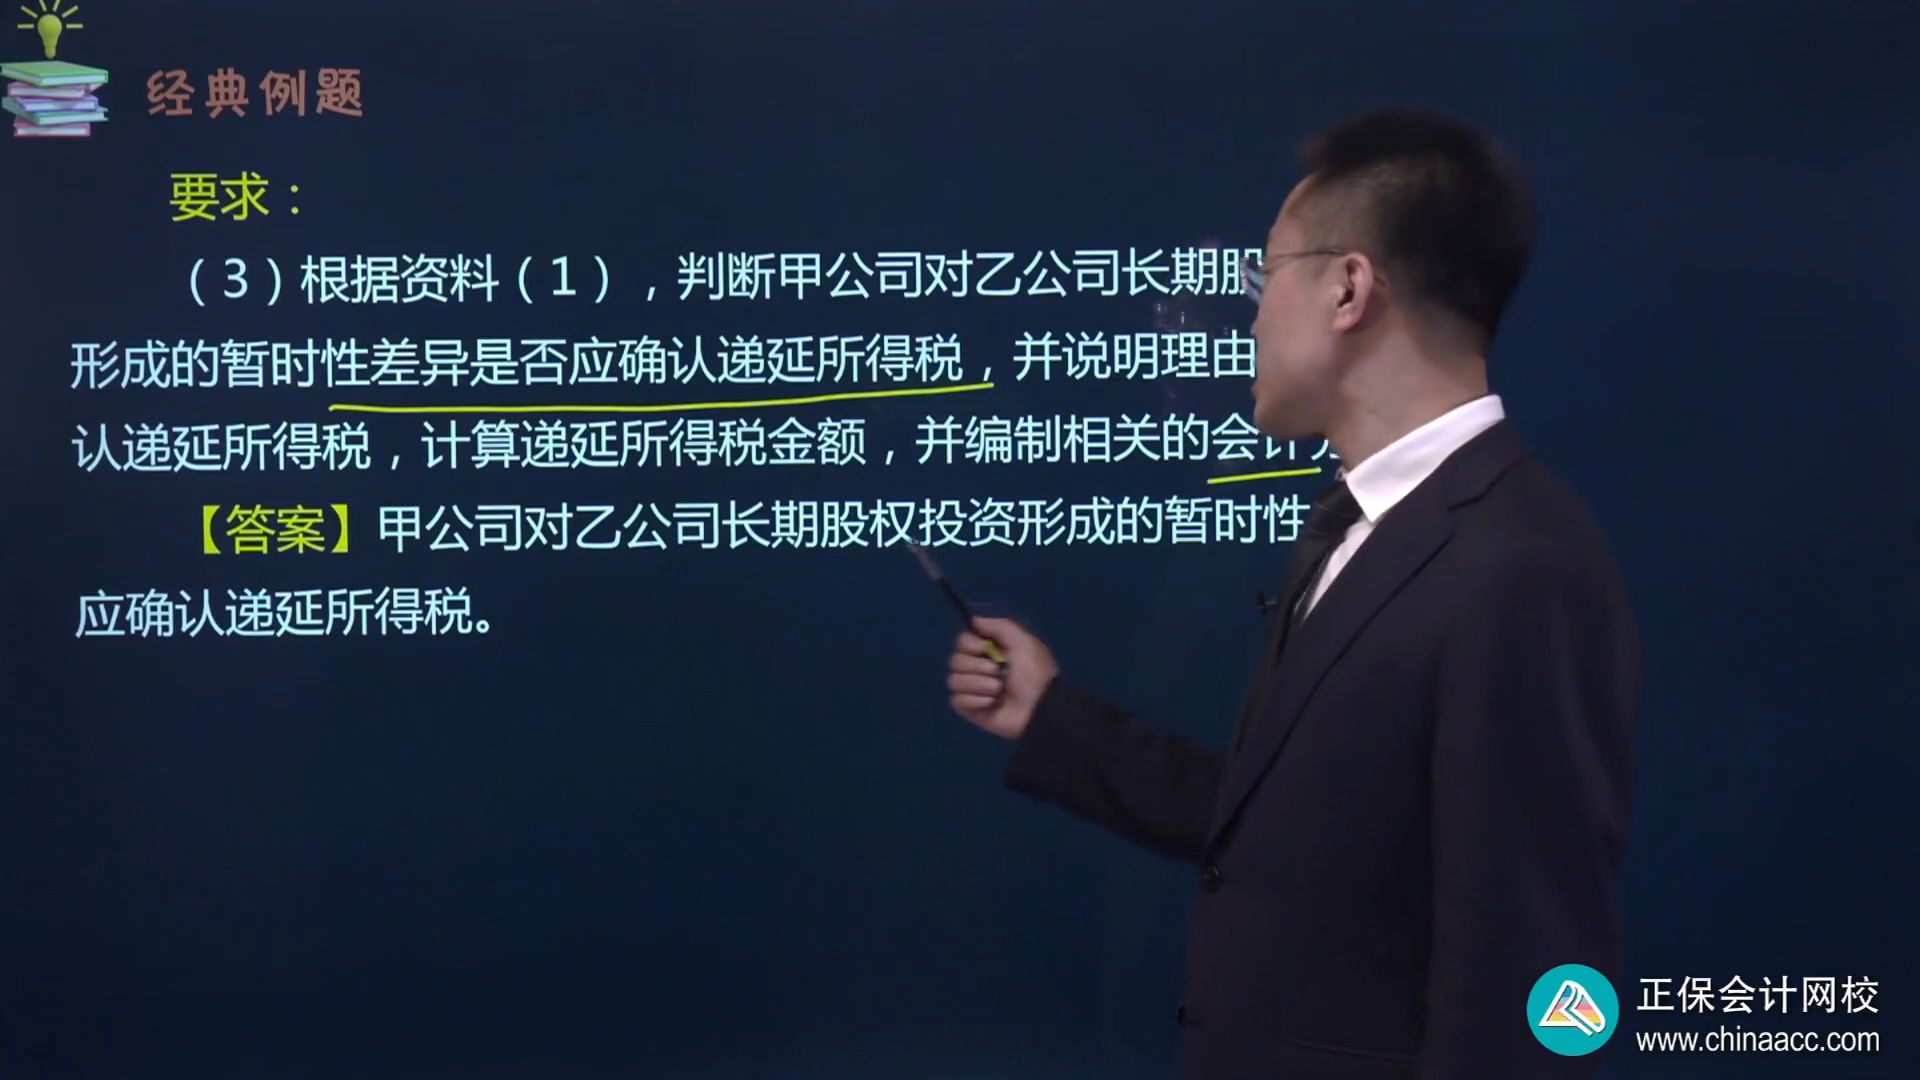 经典例题
要求：
（3）根据资料（1），判断甲公司对乙公司长期股
形成的暂时性差异是否应确认递延所得税，并说明理由
认递延所得税，计算递延所得税金额，并编制相关的会计
【答案】甲公司对乙公司长期股权投资形成的暂时性
应确认递延所得税。
正保会计网校
www.chinaacc.com